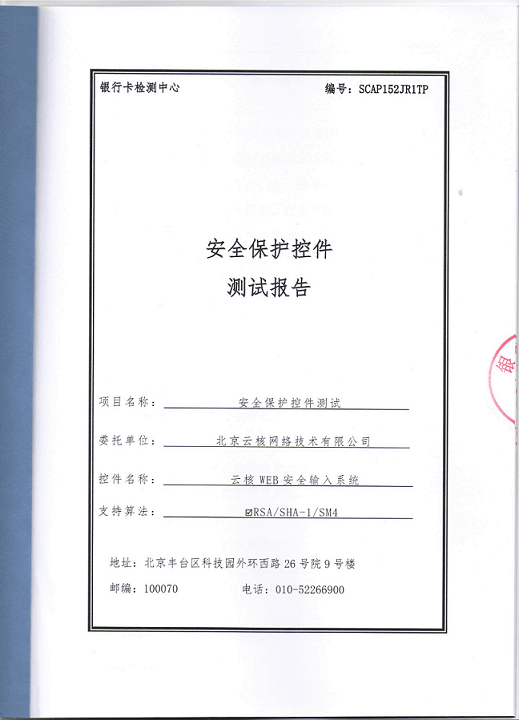 银行卡检测中心 编号：SCAP152JR1TP
安全保护控件
测试报告
银
项目名称： 安全保护控件测试
委托单位： 北京云核网络技术有限公司
控件名称： 云核 WEB 安全输入系统
支持算法： ☑RSA/SHA-1/SM4
地址：北京丰台区科技园外环西路 26 号院 9 号楼
邮编：100070 电话：010-52266900